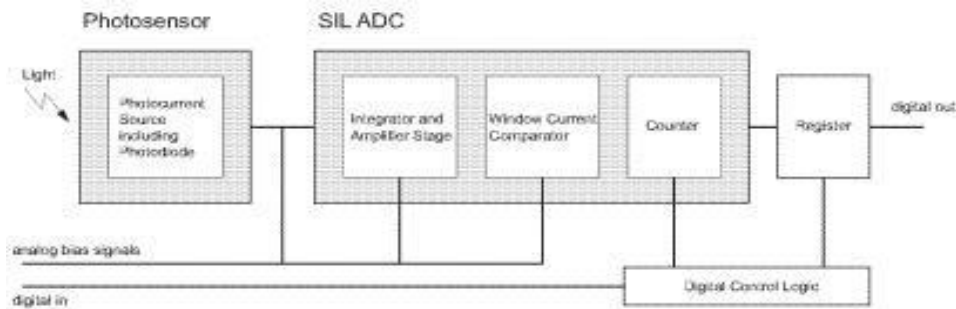 Photosensor
SIL ADC
Light
Photocurrent
Source
including
Photodiode
Integrator and
Amplifier Stage
Window Current
Comparator
Counter
Register
digital out
analog bias signals
digital in
Digital Control Logic